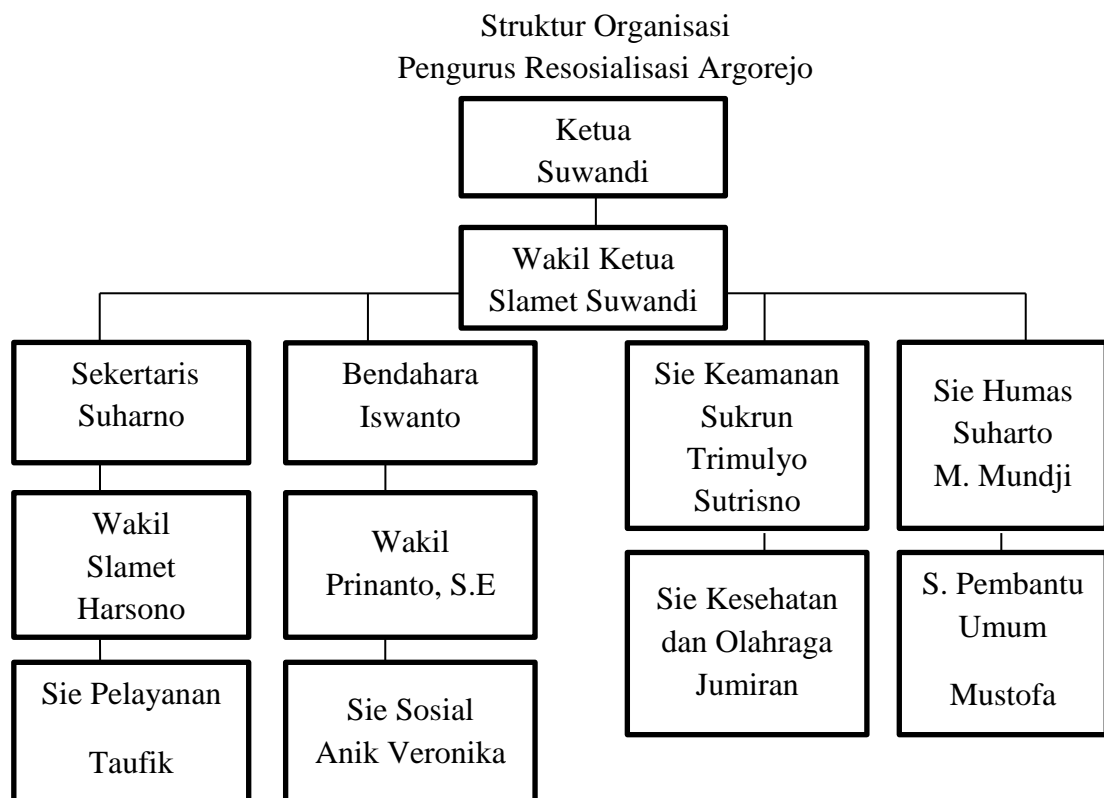 Struktur Organisasi
Pengurus Resosialisasi Argorejo
Ketua
Suwandi
Wakil Ketua
Slamet Suwandi
Sekertaris
Suharno
Bendahara
Iswanto
Sie Keamanan
Sukrun
Trimulyo
Sutrisno
Sie Humas
Suharto
M. Mundji
Wakil
Slamet
Harsono
Wakil
Prinanto, S.E
Sie Kesehatan
dan Olahraga
Jumiran
S. Pembantu
Umum
Mustofa
Sie Pelayanan
Taufik
Sie Sosial
Anik Veronika